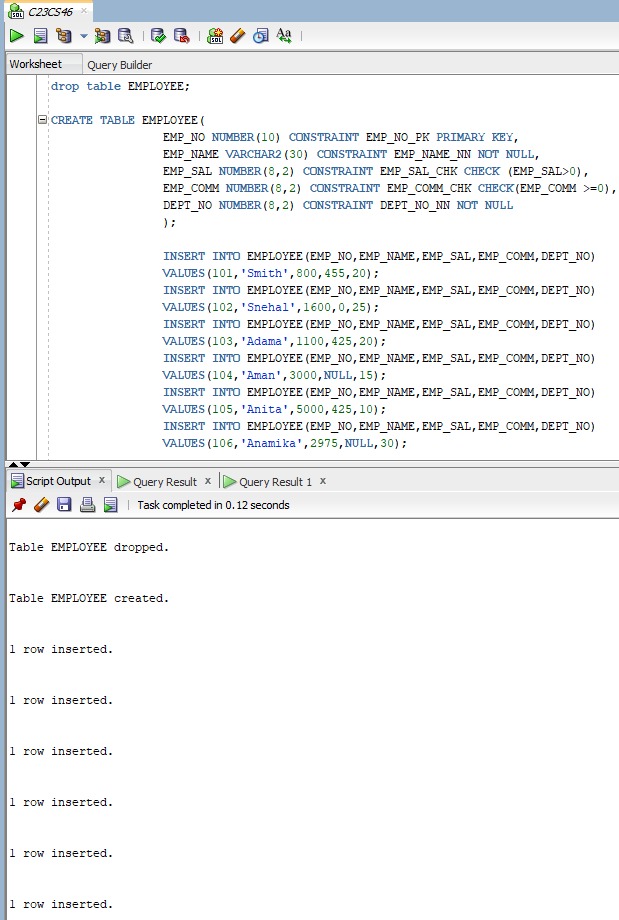 C23CS46
Worksheet Query Builder
drop table EMPLOYEE;
CREATE TABLE EMPLOYEE(
EMP_NO NUMBER(10) CONSTRAINT EMP_NO_PK PRIMARY KEY,
EMP_NAME VARCHAR2(30) CONSTRAINT EMP_NAME_NN NOT NULL,
EMP_SAL NUMBER(8,2) CONSTRAINT EMP_SAL_CHK CHECK (EMP_SAL>0),
EMP_COMM NUMBER(8,2) CONSTRAINT EMP_COMM_CHK CHECK(EMP_COMM >=0),
DEPT_NO NUMBER(8,2) CONSTRAINT DEPT_NO_NN NOT NULL
);
INSERT INTO EMPLOYEE(EMP_NO,EMP_NAME,EMP_SAL,EMP_COMM,DEPT_NO)
VALUES(101,'Smith',800,455,20);
INSERT INTO EMPLOYEE(EMP_NO,EMP_NAME,EMP_SAL,EMP_COMM,DEPT_NO)
VALUES(102,'Snehal',1600,0,25);
INSERT INTO EMPLOYEE(EMP_NO,EMP_NAME,EMP_SAL,EMP_COMM,DEPT_NO)
VALUES(103,'Adama',1100,425,20);
INSERT INTO EMPLOYEE(EMP_NO,EMP_NAME,EMP_SAL,EMP_COMM,DEPT_NO)
VALUES(104,'Aman',3000,NULL,15);
INSERT INTO EMPLOYEE(EMP_NO,EMP_NAME,EMP_SAL,EMP_COMM,DEPT_NO)
VALUES(105,'Anita',5000,425,10);
INSERT INTO EMPLOYEE(EMP_NO,EMP_NAME,EMP_SAL,EMP_COMM,DEPT_NO)
VALUES(106,'Anamika',2975,NULL,30);
Script Output x Query Result x Query Result 1 x
Task completed in 0.12 seconds
Table EMPLOYEE dropped.
Table EMPLOYEE created.
1 row inserted.
1 row inserted.
1 row inserted.
1 row inserted.
1 row inserted.
1 row inserted.